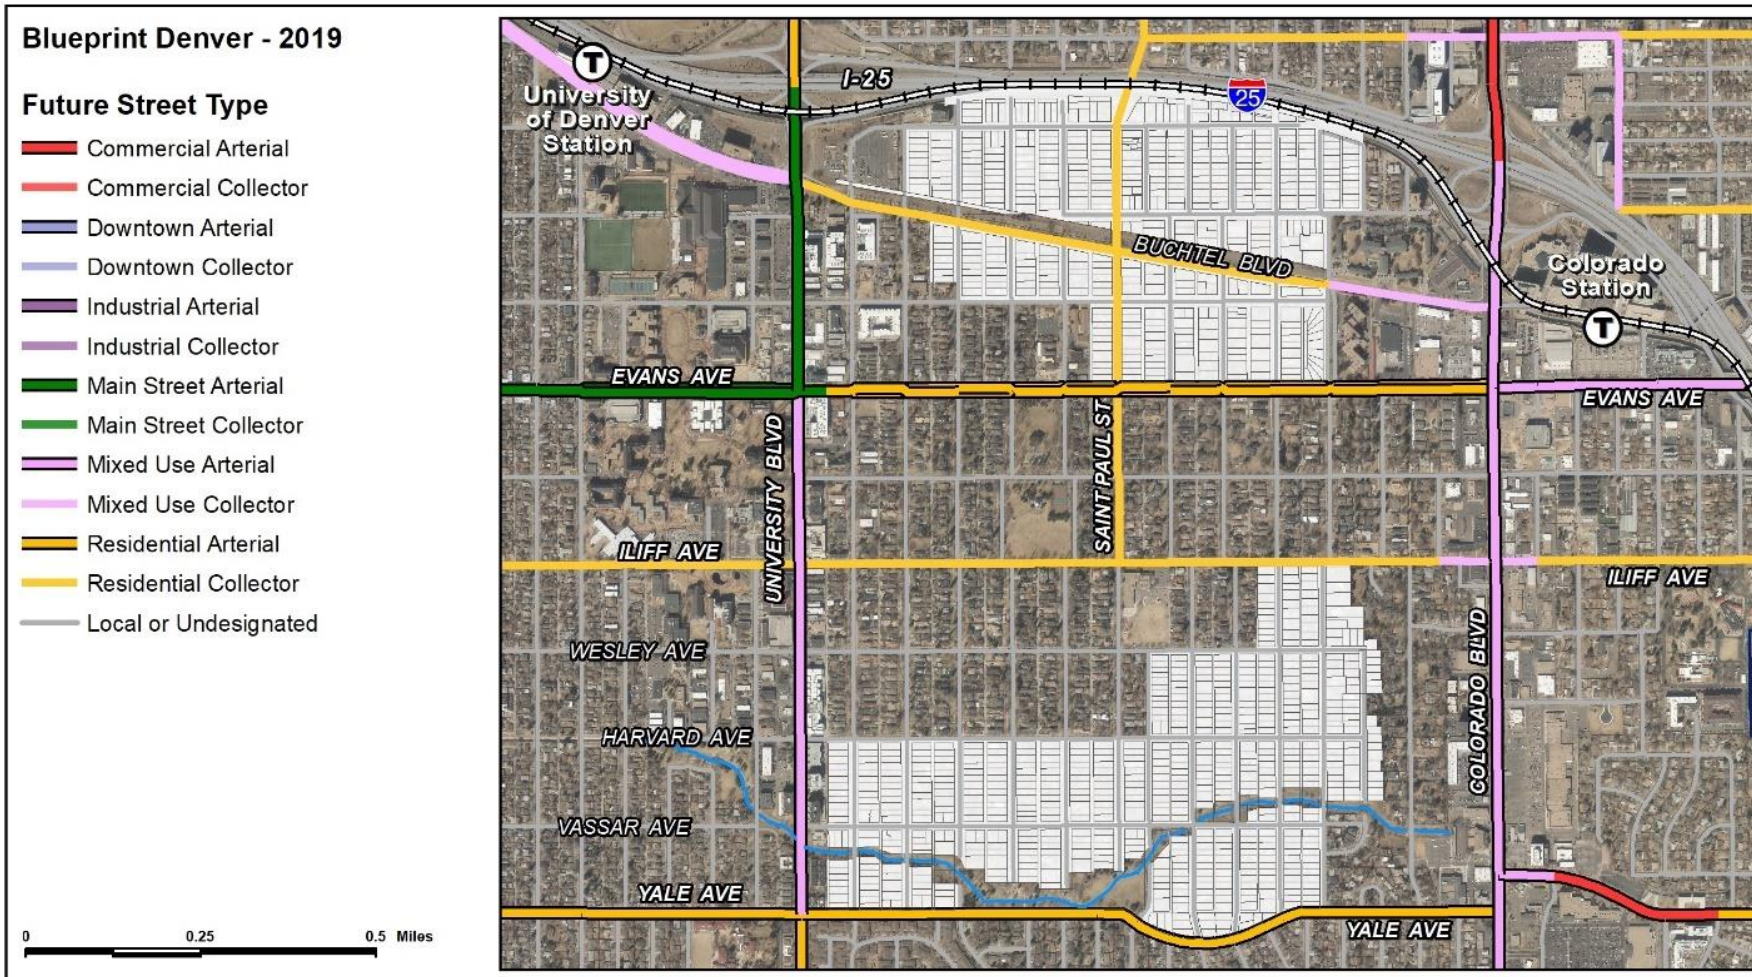 Blueprint Denver - 2019
Future Street Type
Commercial Arterial
Commercial Collector
Downtown Arterial
Downtown Collector
Industrial Arterial
Industrial Collector
Main Street Arterial
Main Street Collector
Mixed Use Arterial
Mixed Use Collector
Residential Arterial
Residential Collector
Local or Undesignated
0 0.25 0.5 Miles
T
University
of Denver
Station
I-25
25
BUCHTEL BLVD
Colorado
Station
T
EVANS AVE
EVANS AVE
UNIVERSITY BLVD
SAINT PAUL ST
ILIFF AVE
ILIFF AVE
WESLEY AVE
COLORADO BLVD
HARVARD AVE
VASSAR AVE
YALE AVE
YALE AVE